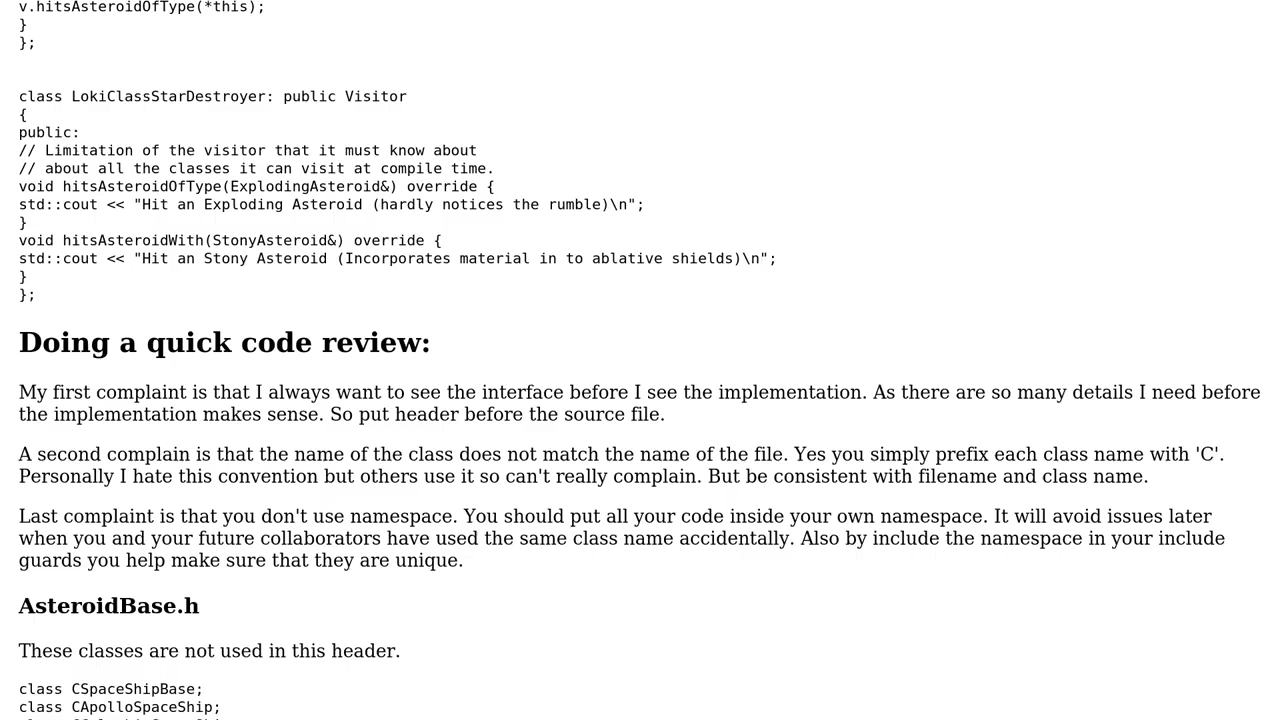 v.hitsAsteroidOfType(*this);
}
};
class LokiClassStarDestroyer: public Visitor
{
public:
// Limitation of the visitor that it must know about
// about all the classes it can visit at compile time.
void hitsAsteroidOfType(ExplodingAsteroid&) override {
std::cout << "Hit an Exploding Asteroid (hardly notices the rumble)\n";
}
void hitsAsteroidWith(StonyAsteroid&) override {
std::cout << "Hit an Stony Asteroid (Incorporates material in to ablative shields)\n";
}
};
Doing a quick code review:
My first complaint is that I always want to see the interface before I see the implementation. As there are so many details I need before
the implementation makes sense. So put header before the source file.
A second complain is that the name of the class does not match the name of the file. Yes you simply prefix each class name with 'C'.
Personally I hate this convention but others use it so can't really complain. But be consistent with filename and class name.
Last complaint is that you don't use namespace. You should put all your code inside your own namespace. It will avoid issues later
when you and your future collaborators have used the same class name accidentally. Also by include the namespace in your include
guards you help make sure that they are unique.
AsteroidBase.h
These classes are not used in this header.
class CSpaceShipBase;
class CApolloSpaceShip;